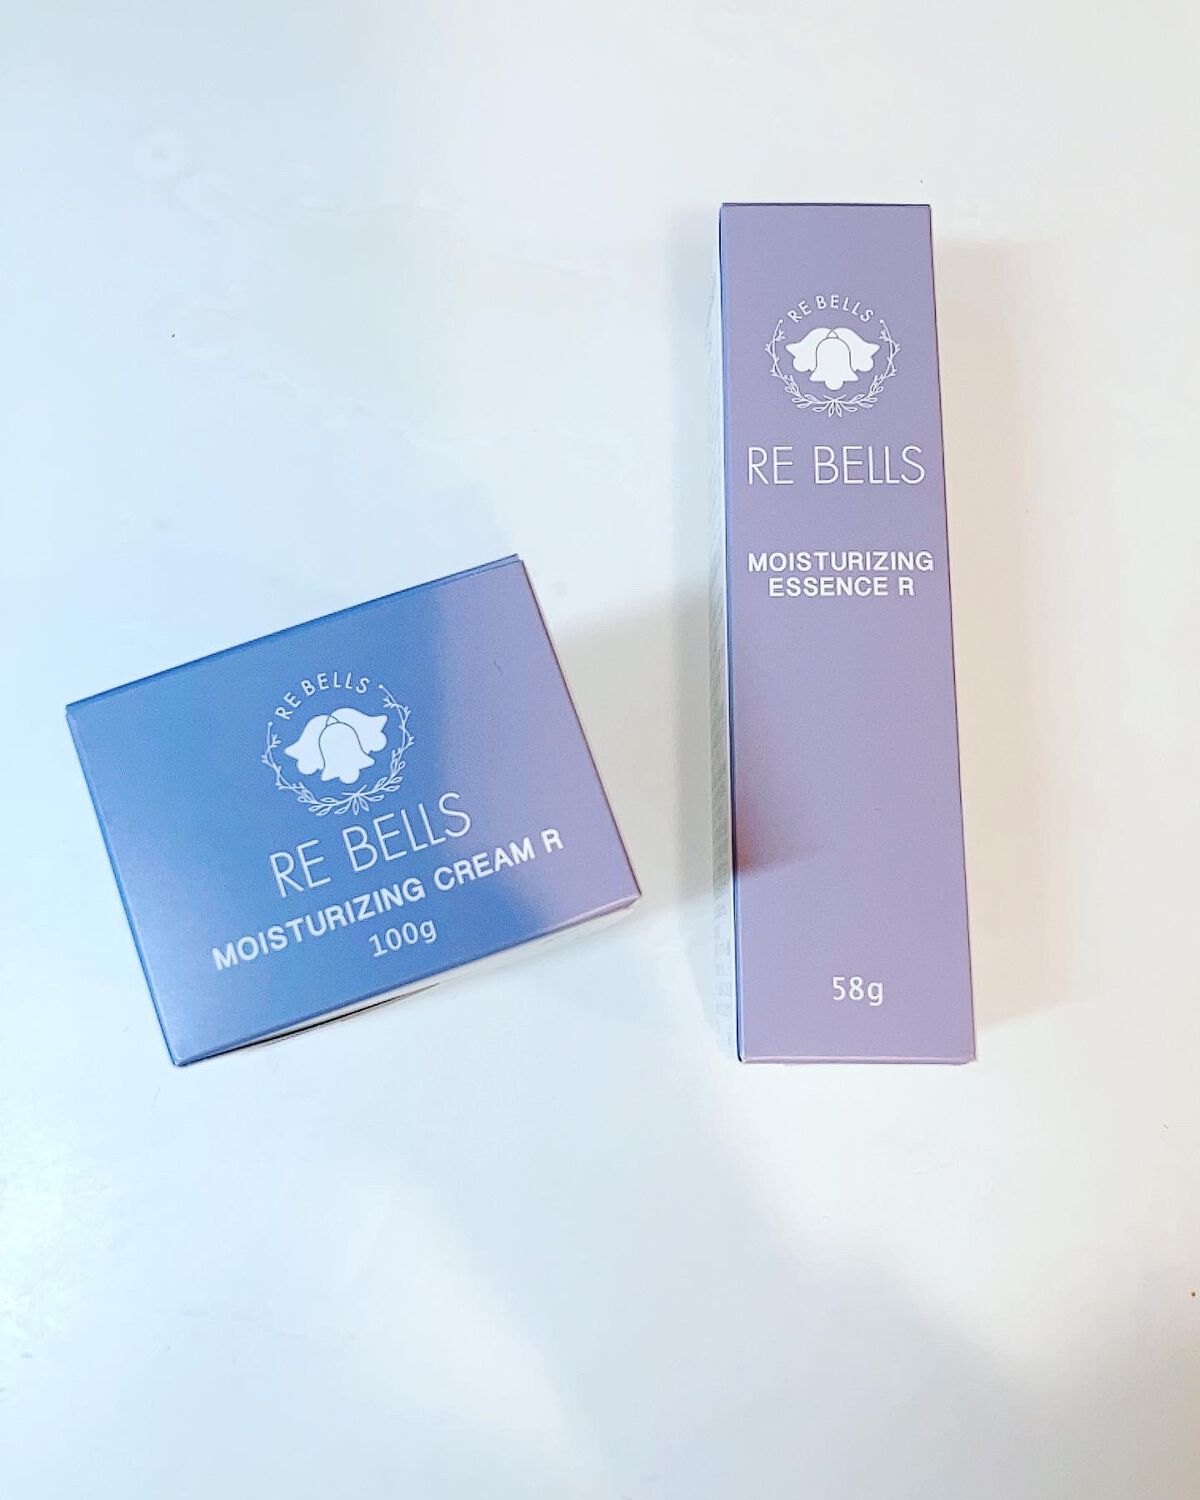 RE BELLS
RE BELLS
MOISTURIZING CREAM R
100g
RE BELLS
RE BELLS
MOISTURIZING
ESSENCE R
58g